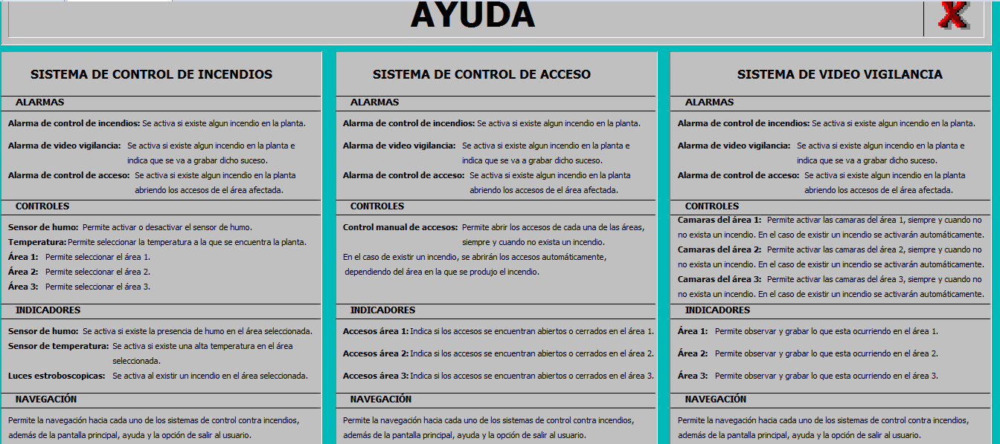 AYUDA
X
SISTEMA DE CONTROL DE INCENDIOS
ALARMAS
Alarma de control de incendios: Se activa si existe algun incendio en la planta.
Alarma de video vigilancia: Se activa si existe algun incendio en la planta e
indica que se va a grabar dicho suceso.
Alarma de control de acceso: Se activa si existe algun incendio en la planta
abriendo los accesos de el área afectada.
CONTROLES
Sensor de humo: Permite activar o desactivar el sensor de humo.
Temperatura: Permite seleccionar la temperatura a la que se encuentra la planta.
Área 1: Permite seleccionar el área 1.
Área 2: Permite seleccionar el área 2.
Área 3: Permite seleccionar el área 3.
INDICADORES
Sensor de humo: Se activa si existe la presencia de humo en el área seleccionada.
Sensor de temperatura: Se activa si existe una alta temperatura en el área
seleccionada.
Luces estroboscopicas: Se activa al existir un incendio en el área seleccionada.
NAVEGACIÓN
Permite la navegación hacia cada uno de los sistemas de control contra incendios,
además de la pantalla principal, ayuda y la opción de salir al usuario.
SISTEMA DE CONTROL DE ACCESO
ALARMAS
Alarma de control de incendios: Se activa si existe algun incendio en la planta.
Alarma de video vigilancia: Se activa si existe algun incendio en la planta e
indica que se va a grabar dicho suceso.
Alarma de control de acceso: Se activa si existe algun incendio en la planta
abriendo los accesos de el área afectada.
CONTROLES
Control manual de accesos: Permite abrir los accesos de cada una de las áreas,
siempre y cuando no exista un incendio.
En el caso de existir un incendio, se abrirán los accesos automáticamente,
dependiendo del área en la que se produjo el incendio.
INDICADORES
Accesos área 1: Indica si los accesos se encuentran abiertos o cerrados en el área 1.
Accesos área 2: Indica si los accesos se encuentran abiertos o cerrados en el área 2.
Accesos área 3: Indica si los accesos se encuentran abiertos o cerrados en el área 3.
NAVEGACIÓN
Permite la navegación hacia cada uno de los sistemas de control contra incendios,
además de la pantalla principal, ayuda y la opción de salir al usuario.
SISTEMA DE VIDEO VIGILANCIA
ALARMAS
Alarma de control de incendios: Se activa si existe algun incendio en la planta.
Alarma de video vigilancia: Se activa si existe algun incendio en la planta e
indica que se va a grabar dicho suceso.
Alarma de control de acceso: Se activa si existe algun incendio en la planta
abriendo los accesos de el área afectada.
CONTROLES
Camaras del área 1: Permite activar las camaras del área 1, siempre y cuando no
no exista un incendio. En el caso de existir un incendio se activarán automáticamente.
Camaras del área 2: Permite activar las camaras del área 2, siempre y cuando no
no exista un incendio. En el caso de existir un incendio se activarán automáticamente.
Camaras del área 3: Permite activar las camaras del área 3, siempre y cuando no
no exista un incendio. En el caso de existir un incendio se activarán automáticamente.
INDICADORES
Área 1: Permite observar y grabar lo que esta ocurriendo en el área 1.
Área 2: Permite observar y grabar lo que esta ocurriendo en el área 2.
Área 3: Permite observar y grabar lo que esta ocurriendo en el área 3.
NAVEGACIÓN
Permite la navegación hacia cada uno de los sistemas de control contra incendios,
además de la pantalla principal, ayuda y la opción de salir al usuario.